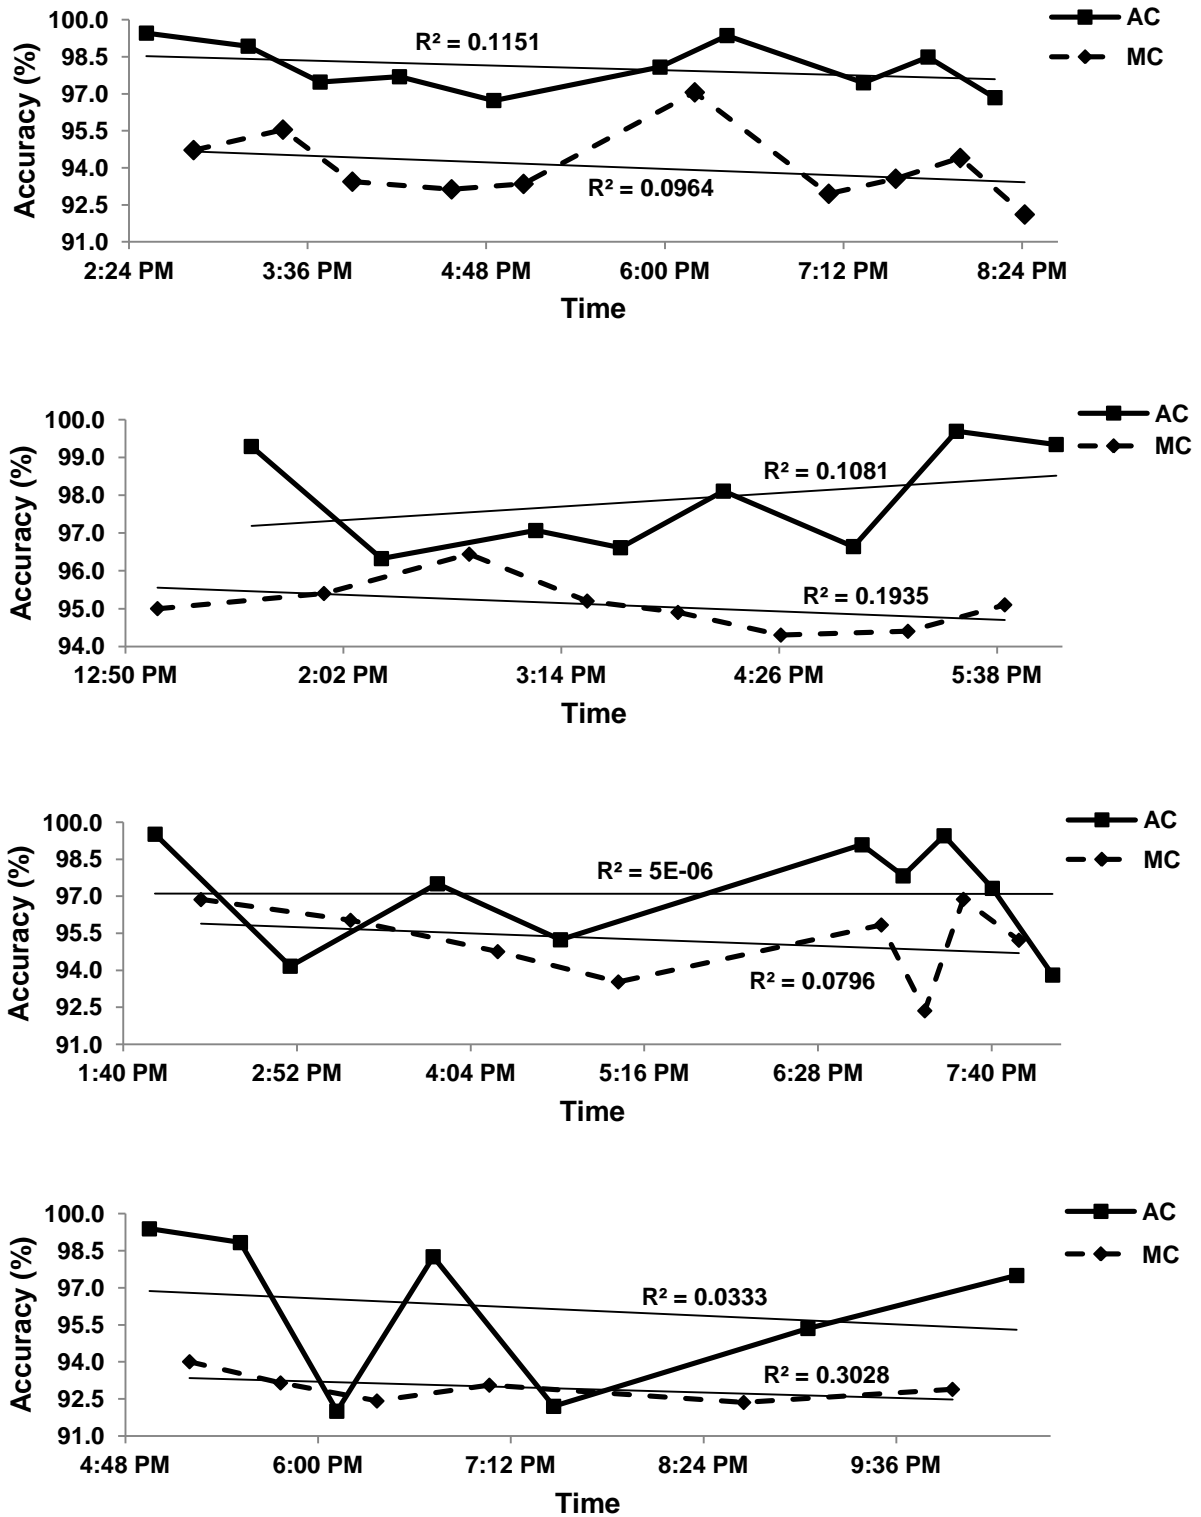 100.0
98.5
97.0
95.5
94.0
92.5
91.0
Accuracy (%)
R² = 0.1151
R² = 0.0964
AC
MC
2:24 PM 3:36 PM 4:48 PM 6:00 PM 7:12 PM 8:24 PM
Time
100.0
99.0
98.0
97.0
96.0
95.0
94.0
Accuracy (%)
R² = 0.1081
R² = 0.1935
AC
MC
12:50 PM 2:02 PM 3:14 PM 4:26 PM 5:38 PM
Time
100.0
98.5
97.0
95.5
94.0
92.5
91.0
Accuracy (%)
R² = 5E-06
R² = 0.0796
AC
MC
1:40 PM 2:52 PM 4:04 PM 5:16 PM 6:28 PM 7:40 PM
Time
100.0
98.5
97.0
95.5
94.0
92.5
91.0
Accuracy (%)
R² = 0.0333
R² = 0.3028
AC
MC
4:48 PM 6:00 PM 7:12 PM 8:24 PM 9:36 PM
Time